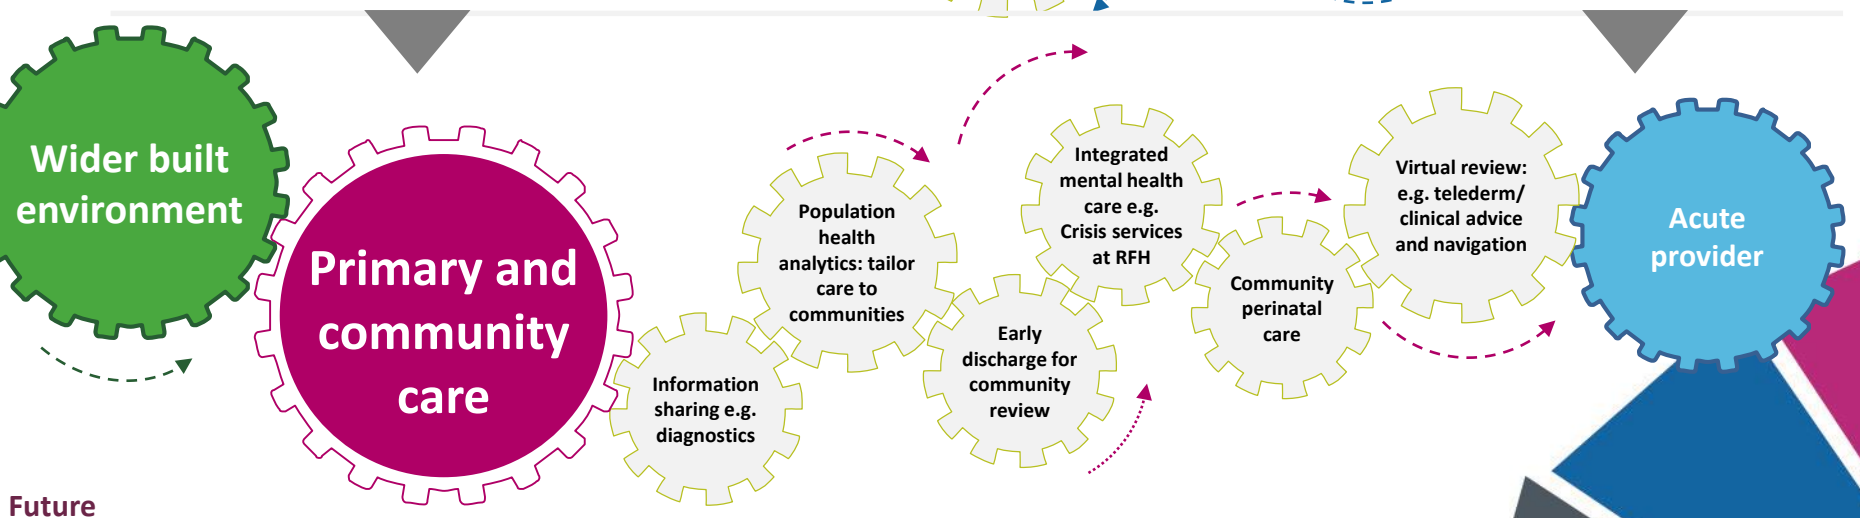 Wider built
environment
Primary and
community
care
Information
sharing e.g.
diagnostics
Population
health
analytics: tailor
care to
communities
Early
discharge for
community
review
Integrated
mental health
care e.g.
Crisis services
at RFH
Community
perinatal
care
Virtual review:
e.g. telederm/
clinical advice
and navigation
Acute
provider
Future